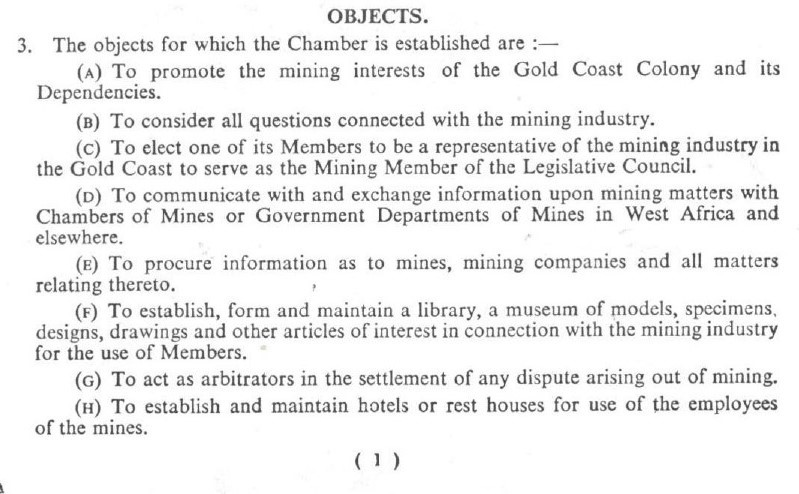 OBJECTS.
3. The objects for which the Chamber is established are :—
(A) To promote the mining interests of the Gold Coast Colony and its
Dependencies.
(B) To consider all questions connected with the mining industry.
(C) To elect one of its Members to be a representative of the mining industry in
the Gold Coast to serve as the Mining Member of the Legislative Council.
(D) To communicate with and exchange information upon mining matters with
Chambers of Mines or Government Departments of Mines in West Africa and
elsewhere.
(E) To procure information as to mines, mining companies and all matters
relating thereto.
(F) To establish, form and maintain a library, a museum of models, specimens,
designs, drawings and other articles of interest in connection with the mining industry
for the use of Members.
(G) To act as arbitrators in the settlement of any dispute arising out of mining.
(H) To establish and maintain hotels or rest houses for use of the employees
of the mines.
( 1 )